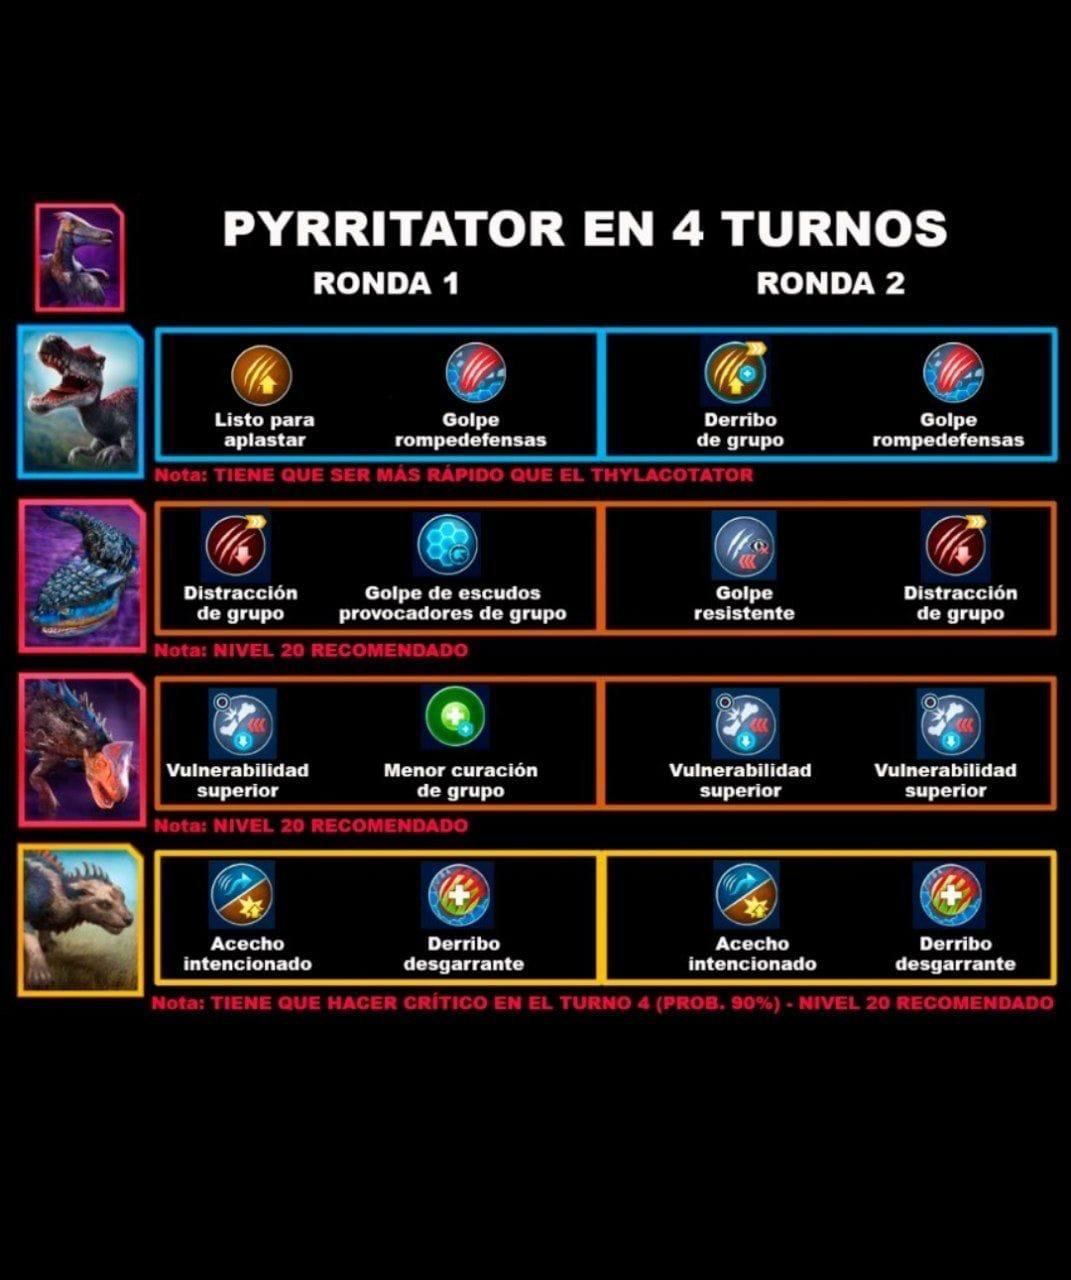 PYRRITATOR EN 4 TURNOS
RONDA 1
RONDA 2
Listo para
aplastar
Golpe
rompedefensas
Derribo
de grupo
Golpe
rompedefensas
Nota: TIENE QUE SER MÁS RÁPIDO QUE EL THYLACOTATOR
Distracción
de grupo
Golpe de escudos
provocadores de grupo
Golpe
resistente
Distracción
de grupo
Nota: NIVEL 20 RECOMENDADO
Vulnerabilidad
superior
Menor curación
de grupo
Vulnerabilidad
superior
Vulnerabilidad
superior
Nota: NIVEL 20 RECOMENDADO
Acecho
intencionado
Derribo
desgarrante
Acecho
intencionado
Derribo
desgarrante
Nota: TIENE QUE HACER CRÍTICO EN EL TURNO 4 (PROB. 90%) - NIVEL 20 RECOMENDADO